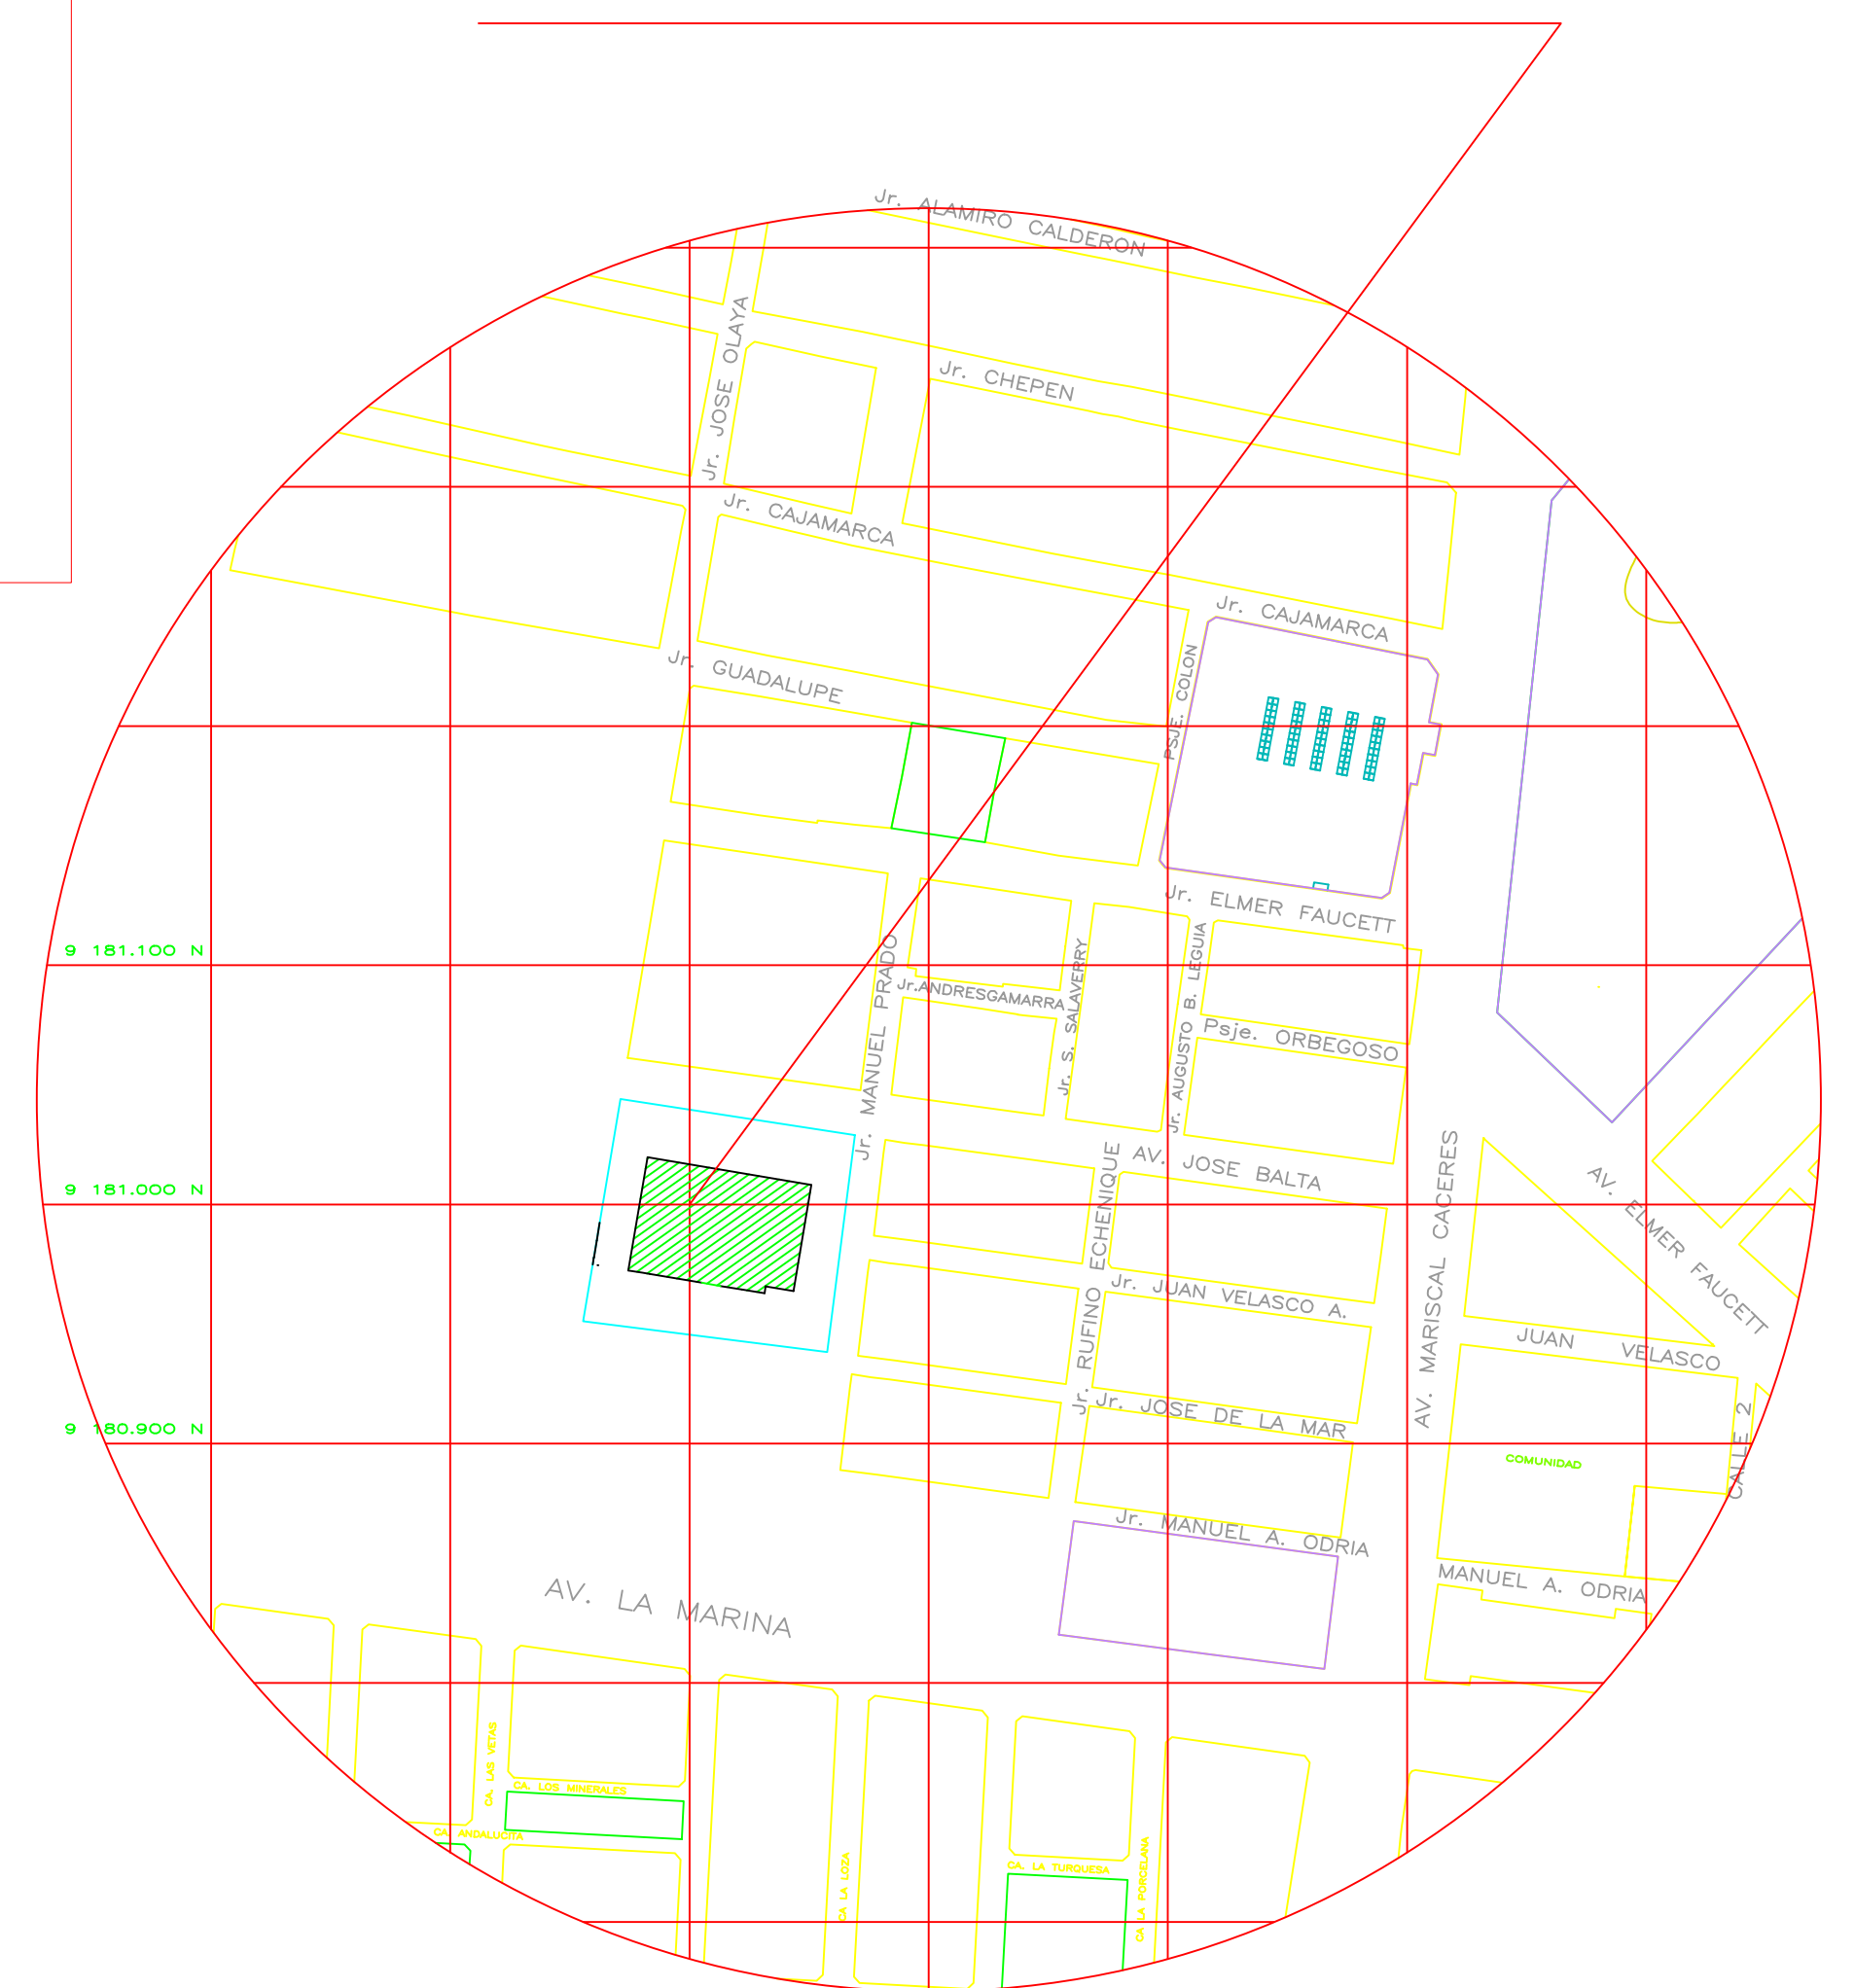 Jr. ALAMIRO CALDERON
Jr. JOSE OLAYA
Jr. CHEPEN
Jr. CAJAMARCA
Jr. CAJAMARCA
Jr. GUADALUPE
PSJE. COLON
Jr. ELMER FAUCETT
9 181.100 N
Jr. MANUEL PRADO
Jr.ANDRESGAMARRA
Jr. S. SALAVERRY
Jr. AUGUSTO B. LEGUIA
Psje. ORBEGOSO
AV. JOSE BALTA
9 181.000 N
Jr. RUFINO ECHENIQUE
AV. MARISCAL CACERES
AV. ELMER FAUCETT
Jr. JUAN VELASCO A.
JUAN VELASCO
Jr. JOSE DE LA MAR
9 180.900 N
CALLE 2
COMUNIDAD
Jr. MANUEL A. ODRIA
MANUEL A. ODRIA
AV. LA MARINA
CA. LAS VETAS
CA. LOS MINERALES
CA. ANDALUCITA
CA LA LOZA
CA. LA TURQUESA
CA LA PORCELANA